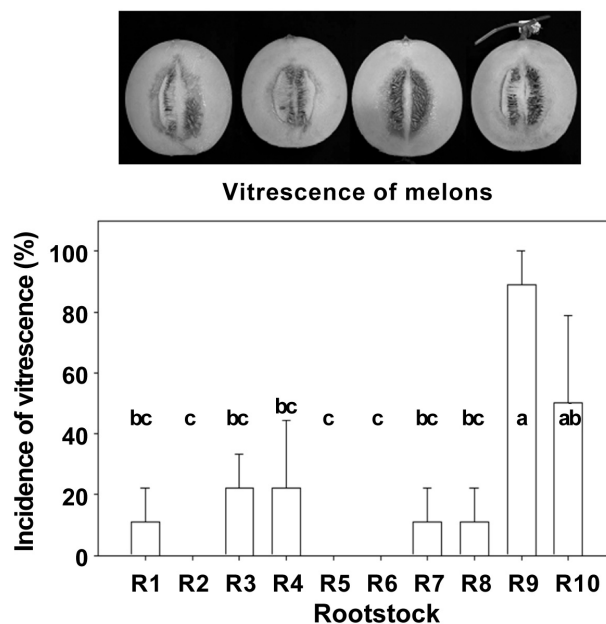 Vitrescence of melons
Incidence of vitrescence (%)
100
80
60
40
20
0
bc c bc bc c c bc bc a ab
R1 R2 R3 R4 R5 R6 R7 R8 R9 R10
Rootstock